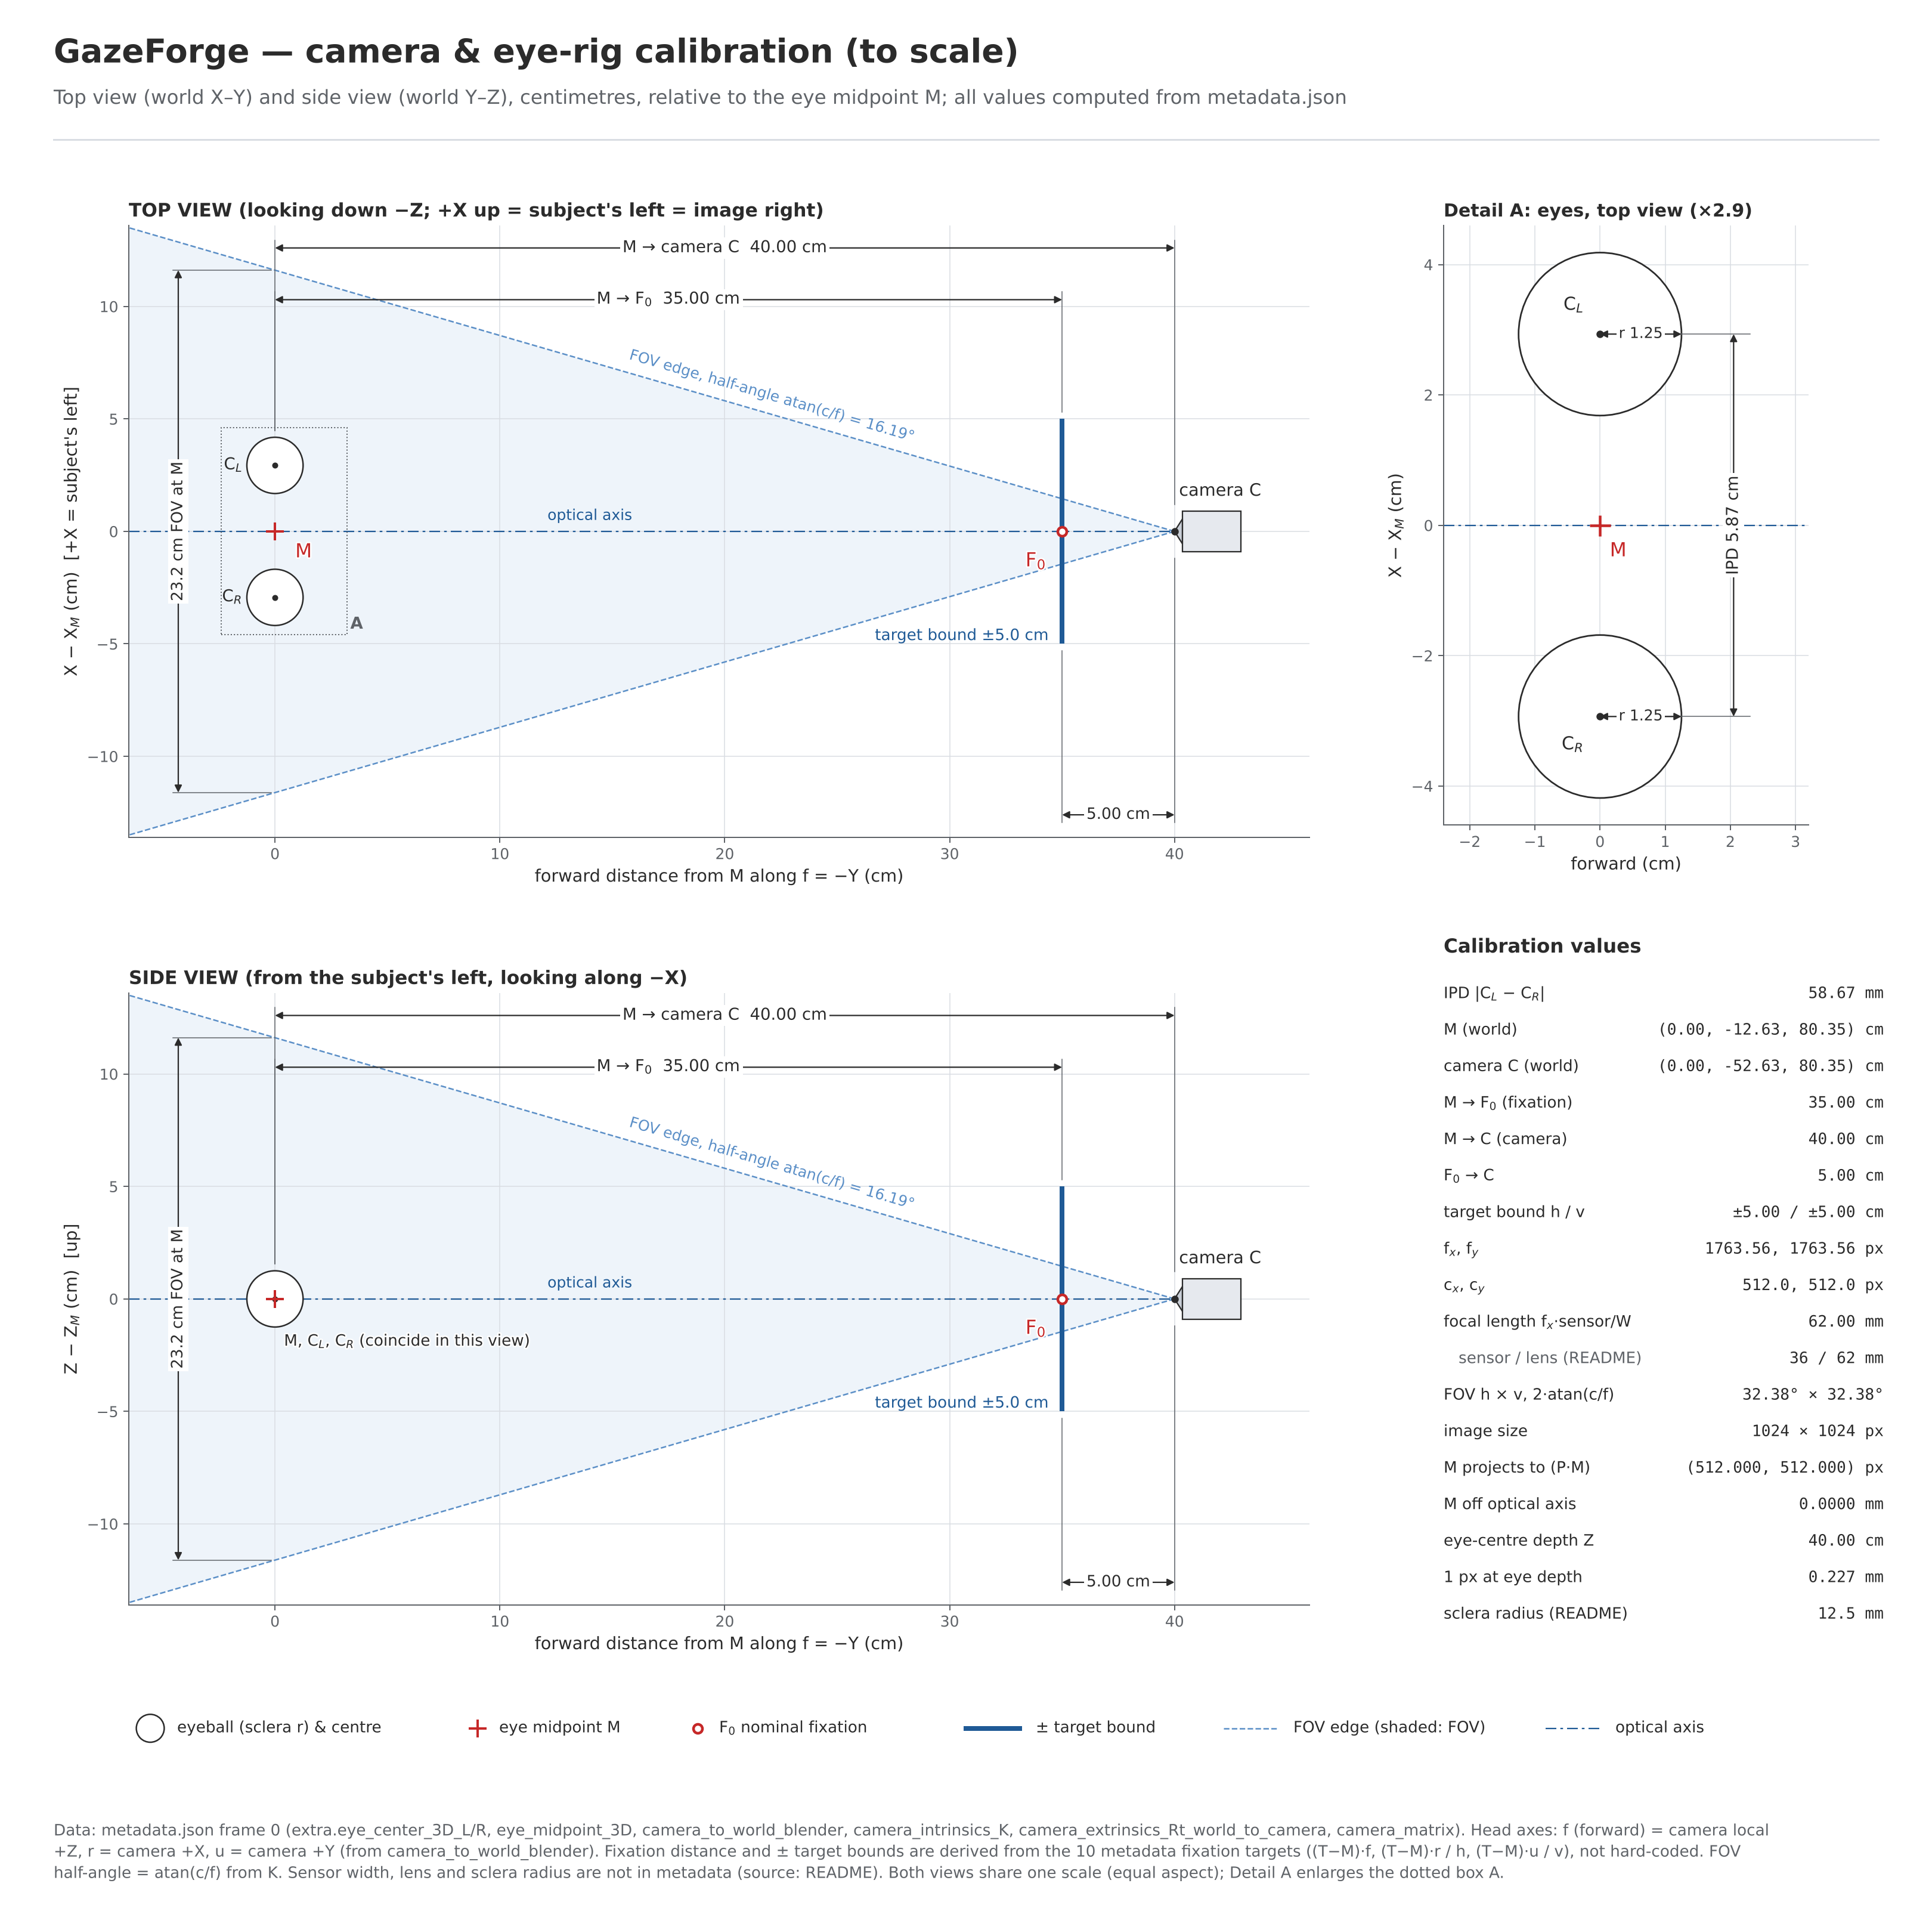 GazeForge — camera & eye-rig calibration (to scale)
Top view (world X–Y) and side view (world Y–Z), centimetres, relative to the eye midpoint M; all values computed from metadata.json
TOP VIEW (looking down −Z; +X up = subject's left = image right)
M → camera C 40.00 cm
M → F₀ 35.00 cm
FOV edge, half-angle atan(c/f) = 16.19°
23.2 cm FOV at M
C_L
M
C_R
A
optical axis
F₀
camera C
target bound ±5.0 cm
5.00 cm
10
5
0
−5
−10
X − X_M (cm) [+X = subject's left]
0 10 20 30 40
forward distance from M along f = −Y (cm)
Detail A: eyes, top view (×2.9)
C_L
r 1.25
M
IPD 5.87 cm
r 1.25
C_R
4
2
0
−2
−4
X − X_M (cm)
−2 −1 0 1 2 3
forward (cm)
SIDE VIEW (from the subject's left, looking along −X)
M → camera C 40.00 cm
M → F₀ 35.00 cm
FOV edge, half-angle atan(c/f) = 16.19°
23.2 cm FOV at M
optical axis
M, C_L, C_R (coincide in this view)
F₀
camera C
target bound ±5.0 cm
5.00 cm
10
5
0
−5
−10
Z − Z_M (cm) [up]
0 10 20 30 40
forward distance from M along f = −Y (cm)
Calibration values
IPD |C_L − C_R| 58.67 mm
M (world) (0.00, -12.63, 80.35) cm
camera C (world) (0.00, -52.63, 80.35) cm
M → F₀ (fixation) 35.00 cm
M → C (camera) 40.00 cm
F₀ → C 5.00 cm
target bound h / v ±5.00 / ±5.00 cm
f_x, f_y 1763.56, 1763.56 px
c_x, c_y 512.0, 512.0 px
focal length f_x·sensor/W 62.00 mm
sensor / lens (README) 36 / 62 mm
FOV h × v, 2·atan(c/f) 32.38° × 32.38°
image size 1024 × 1024 px
M projects to (P·M) (512.000, 512.000) px
M off optical axis 0.0000 mm
eye-centre depth Z 40.00 cm
1 px at eye depth 0.227 mm
sclera radius (README) 12.5 mm
eyeball (sclera r) & centre
eye midpoint M
F₀ nominal fixation
± target bound
FOV edge (shaded: FOV)
optical axis
Data: metadata.json frame 0 (extra.eye_center_3D_L/R, eye_midpoint_3D, camera_to_world_blender, camera_intrinsics_K, camera_extrinsics_Rt_world_to_camera, camera_matrix). Head axes: f (forward) = camera local
+Z, r = camera +X, u = camera +Y (from camera_to_world_blender). Fixation distance and ± target bounds are derived from the 10 metadata fixation targets ((T−M)·f, (T−M)·r / h, (T−M)·u / v), not hard-coded. FOV
half-angle = atan(c/f) from K. Sensor width, lens and sclera radius are not in metadata (source: README). Both views share one scale (equal aspect); Detail A enlarges the dotted box A.